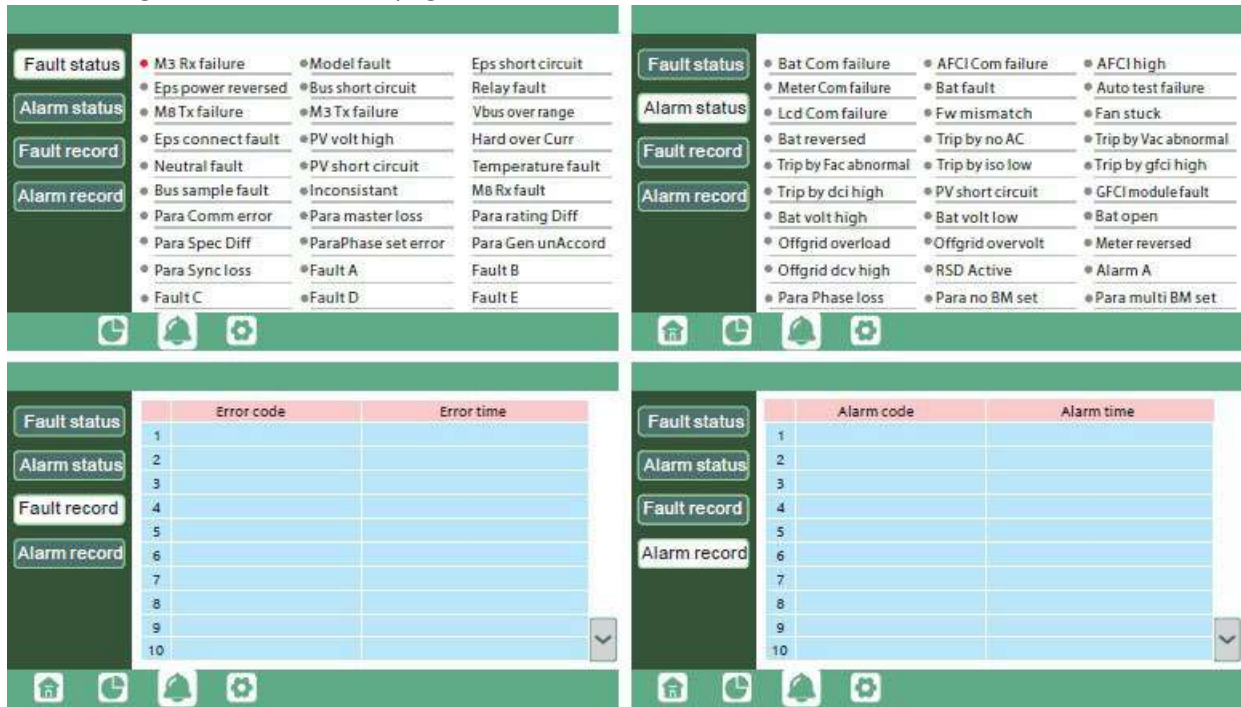 Fault status
Alarm status
Fault record
Alarm record
M3 Rx failure Model fault Eps short circuit
Eps power reversed Bus short circuit Relay fault
M8 Tx failure M3 Tx failure Vbus over range
Eps connect fault PV volt high Hard over Curr
Neutral fault PV short circuit Temperature fault
Bus sample fault Inconsistant M8 Rx fault
Para Comm error Para master loss Para rating Diff
Para Spec Diff ParaPhase set error Para Gen unAccord
Para Sync loss Fault A Fault B
Fault C Fault D Fault E
Fault status
Alarm status
Fault record
Alarm record
Bat Com failure AFCI Com failure AFCI high
Meter Com failure Bat fault Auto test failure
Lcd Com failure Fw mismatch Fan stuck
Bat reversed Trip by no AC Trip by Vac abnormal
Trip by Fac abnormal Trip by iso low Trip by gfci high
Trip by dci high PV short circuit GFCI module fault
Bat volt high Bat volt low Bat open
Offgrid overload Offgrid overvolt Meter reversed
Offgrid dcv high RSD Active Alarm A
Para Phase loss Para no BM set Para multi BM set
Fault status
Alarm status
Fault record
Alarm record
Error code Error time
1
2
3
4
5
6
7
8
9
10
Fault status
Alarm status
Fault record
Alarm record
Alarm code Alarm time
1
2
3
4
5
6
7
8
9
10